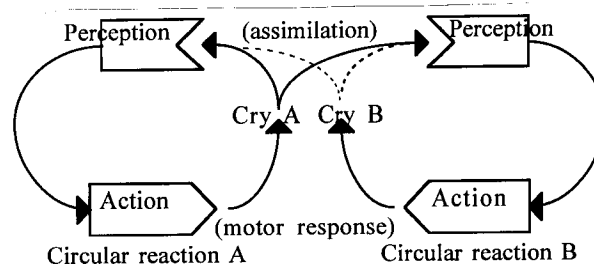 Perception (assimilation) Perception
Cry A Cry B
Action Action
(motor response)
Circular reaction A Circular reaction B